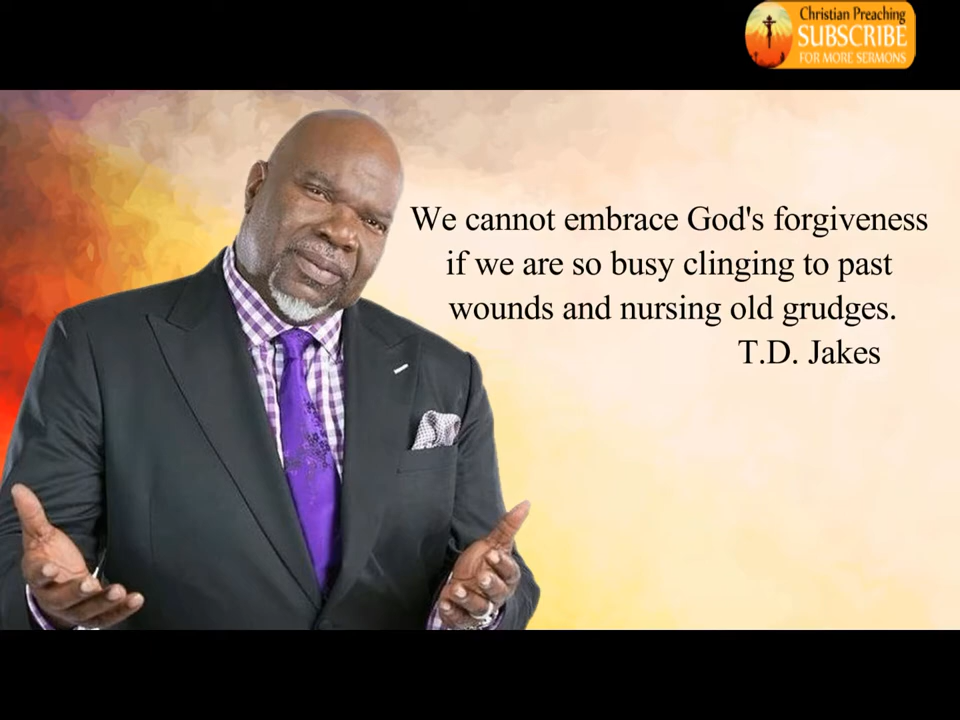 Christian Preaching
SUBSCRIBE
FOR MORE SERMONS
We cannot embrace God's forgiveness
if we are so busy clinging to past
wounds and nursing old grudges.
T.D. Jakes